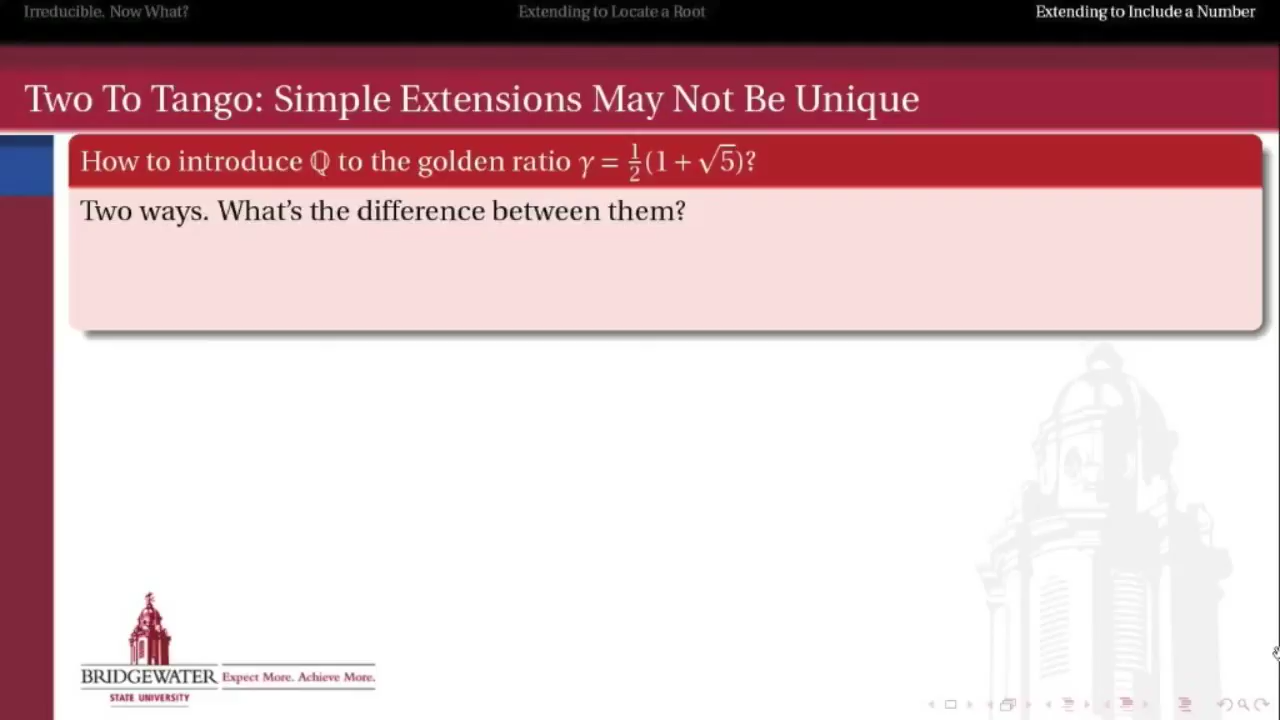 Irreducible. Now What?
Extending to Locate a Root
Extending to Include a Number
Two To Tango: Simple Extensions May Not Be Unique
How to introduce ℚ to the golden ratio γ = 1/2(1 + √5)?
Two ways. What's the difference between them?
BRIDGEWATER
STATE UNIVERSITY
Expect More. Achieve More.